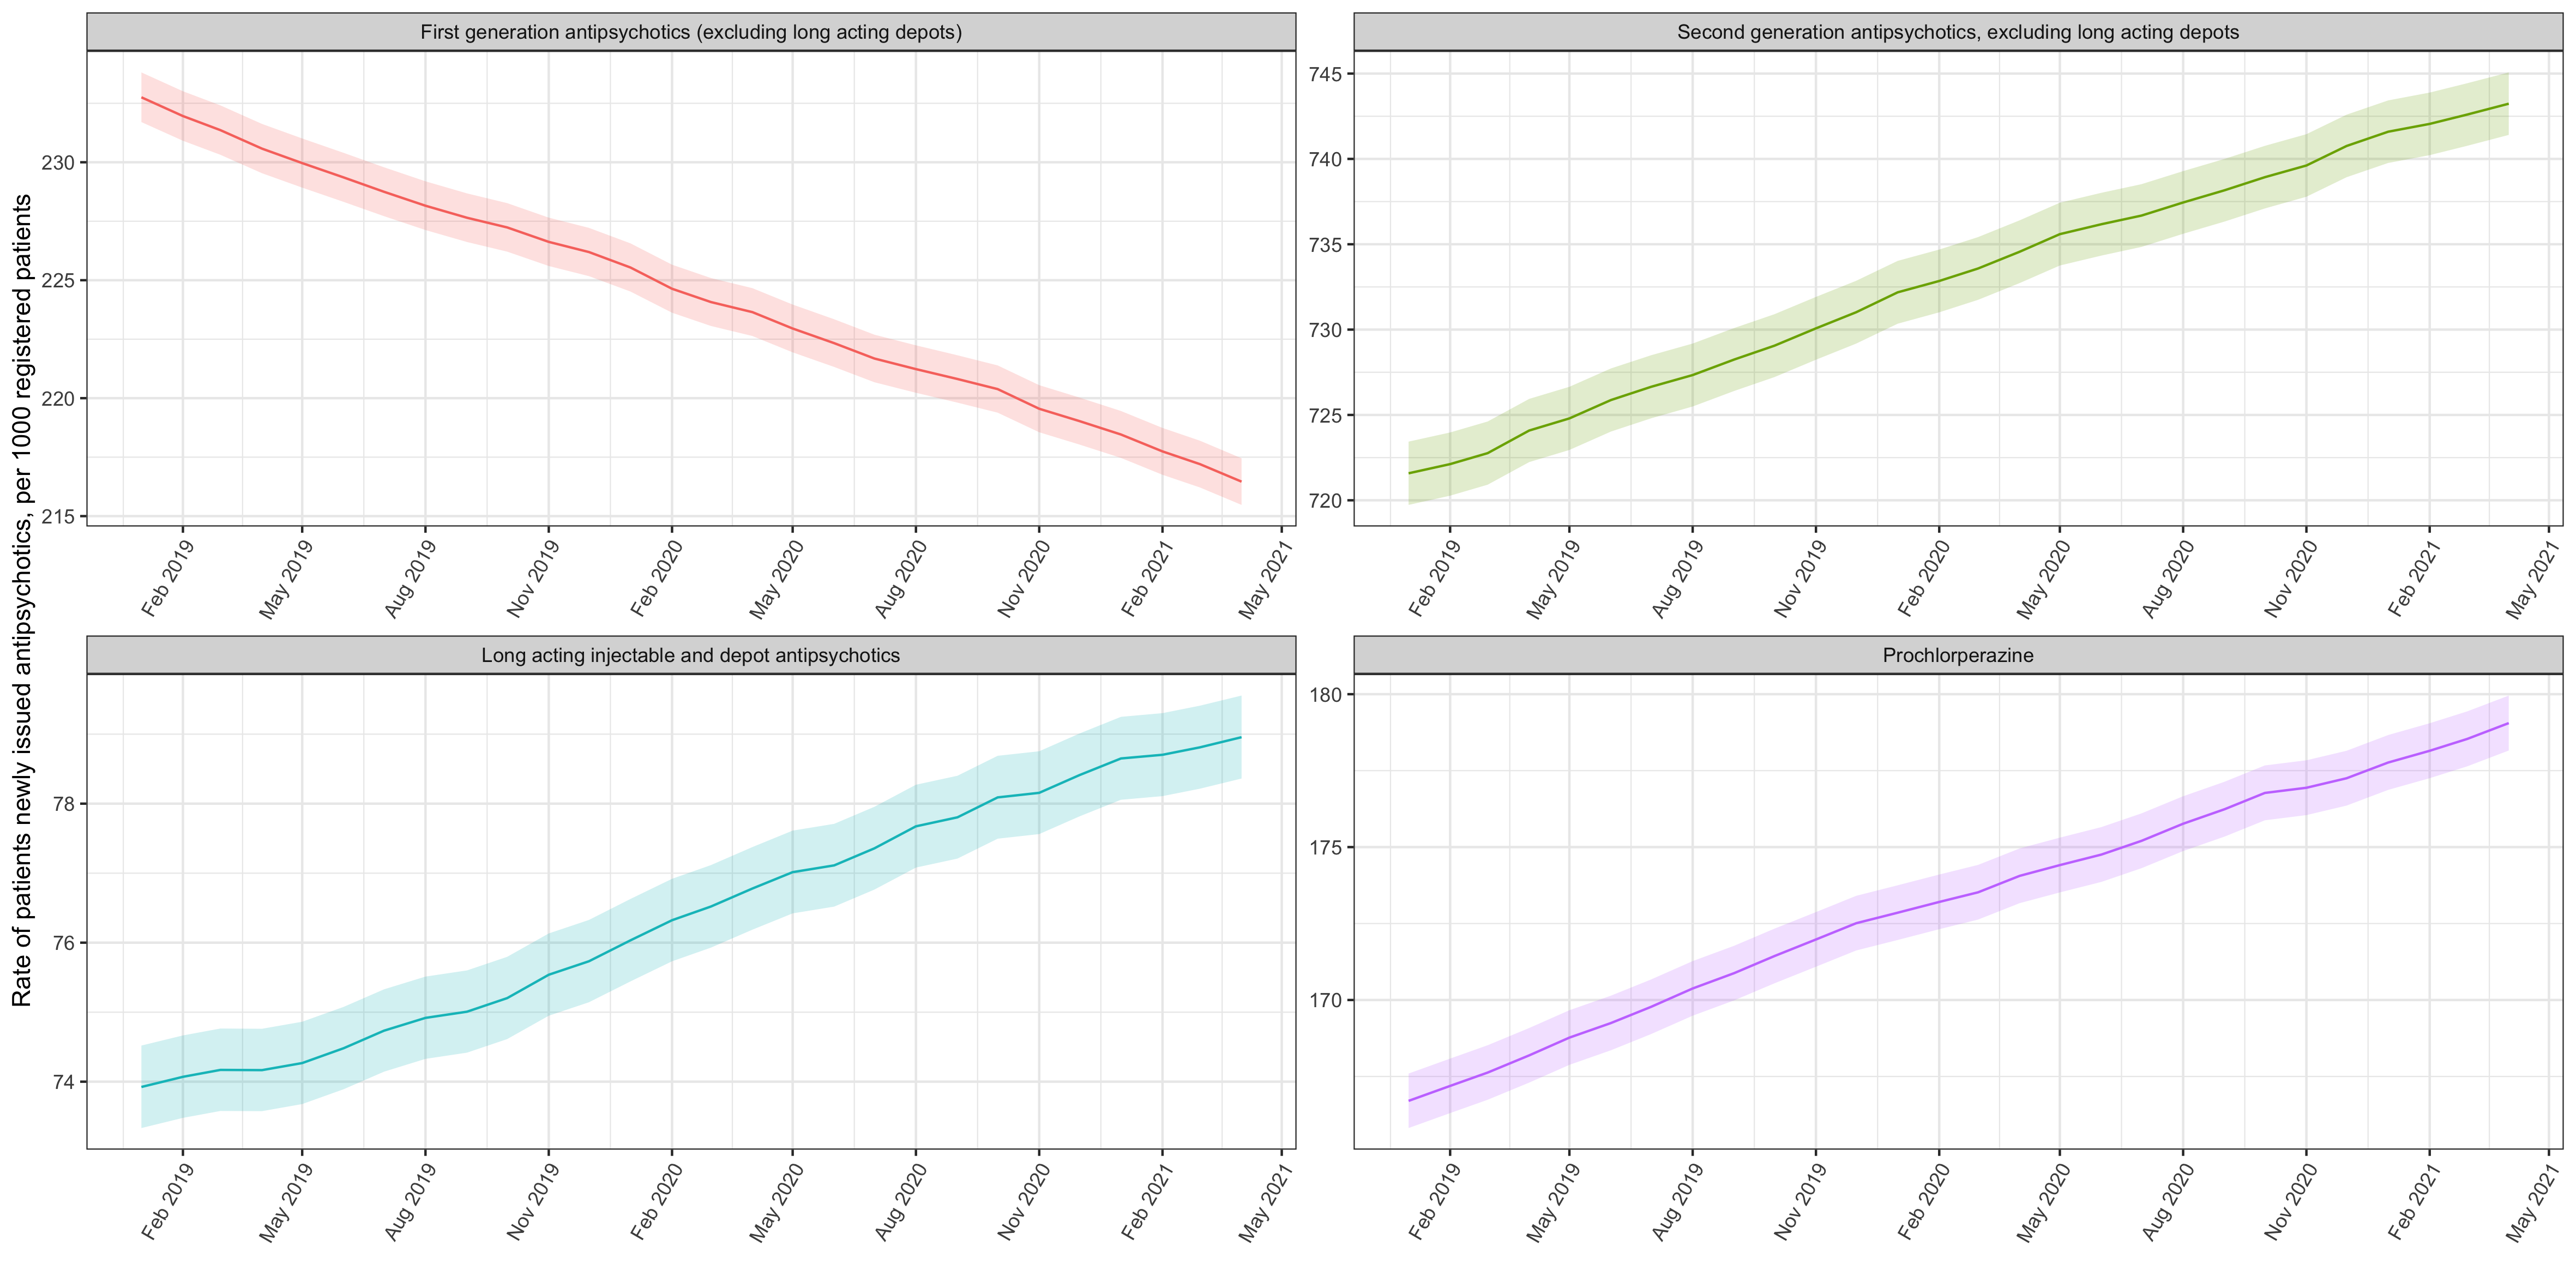 Rate of patients newly issued antipsychotics, per 1000 registered patients
First generation antipsychotics (excluding long acting depots)
230
225
220
215
Feb 2019
May 2019
Aug 2019
Nov 2019
Feb 2020
May 2020
Aug 2020
Nov 2020
Feb 2021
May 2021
Second generation antipsychotics, excluding long acting depots
745
740
735
730
725
720
Feb 2019
May 2019
Aug 2019
Nov 2019
Feb 2020
May 2020
Aug 2020
Nov 2020
Feb 2021
May 2021
Long acting injectable and depot antipsychotics
78
76
74
Feb 2019
May 2019
Aug 2019
Nov 2019
Feb 2020
May 2020
Aug 2020
Nov 2020
Feb 2021
May 2021
Prochlorperazine
180
175
170
Feb 2019
May 2019
Aug 2019
Nov 2019
Feb 2020
May 2020
Aug 2020
Nov 2020
Feb 2021
May 2021